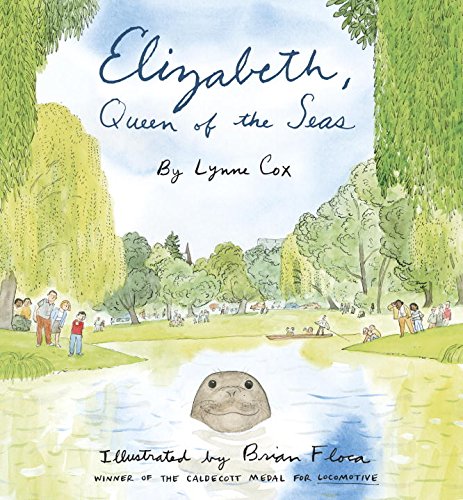 Elizabeth,
Queen of the Seas
By Lynne Cox
Illustrated by Brian Floca
WINNER OF THE CALDECOTT MEDAL FOR LOCOMOTIVE